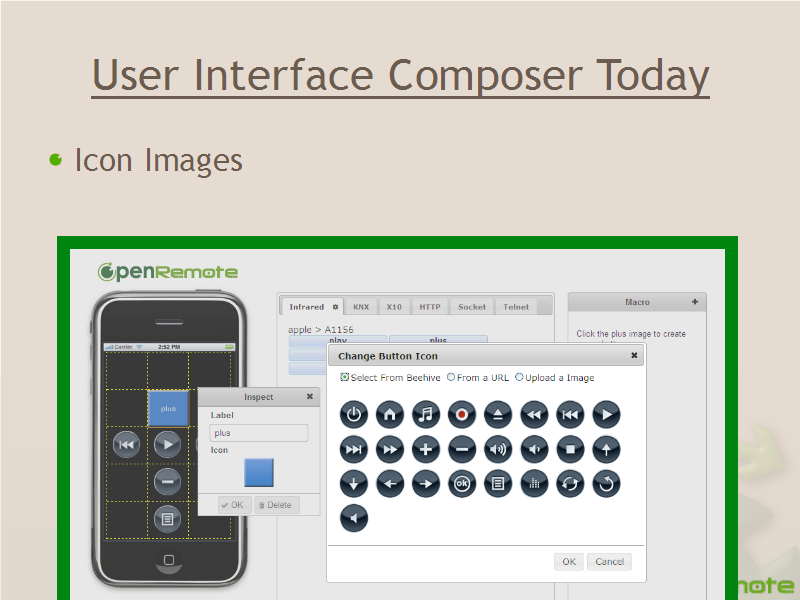 User Interface Composer Today
Icon Images
OpenRemote
Infrared
KNX
X10
HTTP
Socket
Telnet
Macro
apple > A1156
play
plus
Click the plus image to create
Carrier
2:52 PM
plus
Inspect
Label
plus
Icon
OK
Delete
Change Button Icon
Select From Beehive
From a URL
Upload a Image
ok
OK
Cancel
note